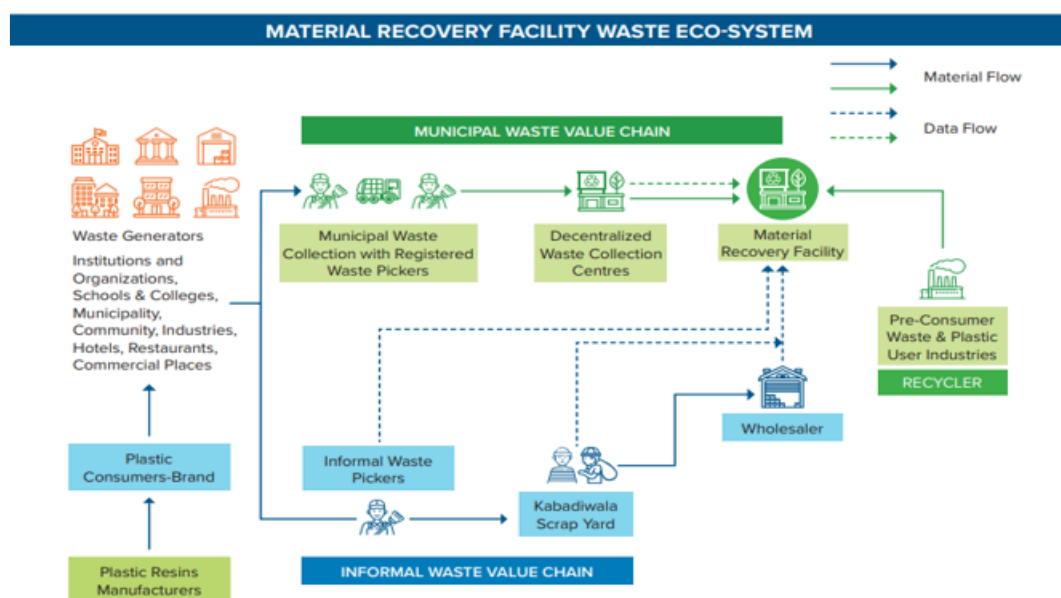 MATERIAL RECOVERY FACILITY WASTE ECO-SYSTEM
Material Flow
Data Flow
MUNICIPAL WASTE VALUE CHAIN
Waste Generators
Institutions and
Organizations,
Schools & Colleges,
Municipality,
Community, Industries,
Hotels, Restaurants,
Commercial Places
Municipal Waste
Collection with Registered
Waste Pickers
Decentralized
Waste Collection
Centres
Material
Recovery Facility
Pre-Consumer
Waste & Plastic
User Industries
RECYCLER
Plastic
Consumers-Brand
Informal Waste
Pickers
Kabadiwala
Scrap Yard
Wholesaler
Plastic Resins
Manufacturers
INFORMAL WASTE VALUE CHAIN